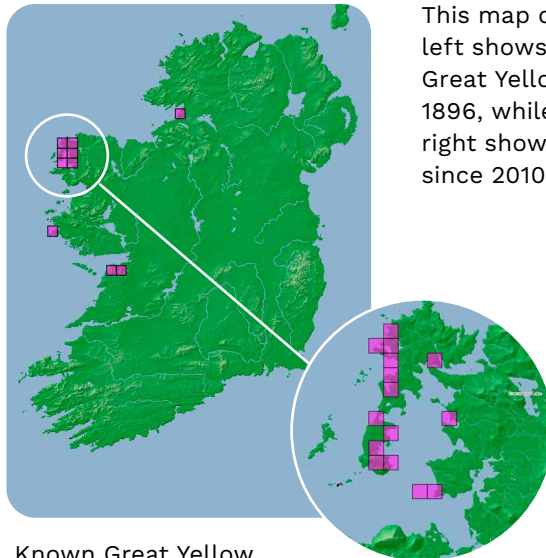 This map o
left shows
Great Yello
1896, while
right show
since 2010
Known Great Yellow